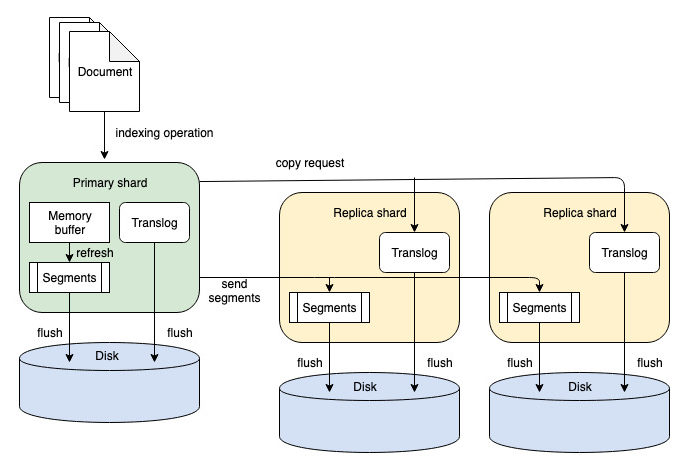 Document
indexing operation
copy request
Primary shard
Memory
buffer
Translog
refresh
Segments
Replica shard
Translog
Replica shard
Translog
send
segments
Segments
Segments
flush
flush
Disk
flush
flush
Disk
flush
flush
Disk